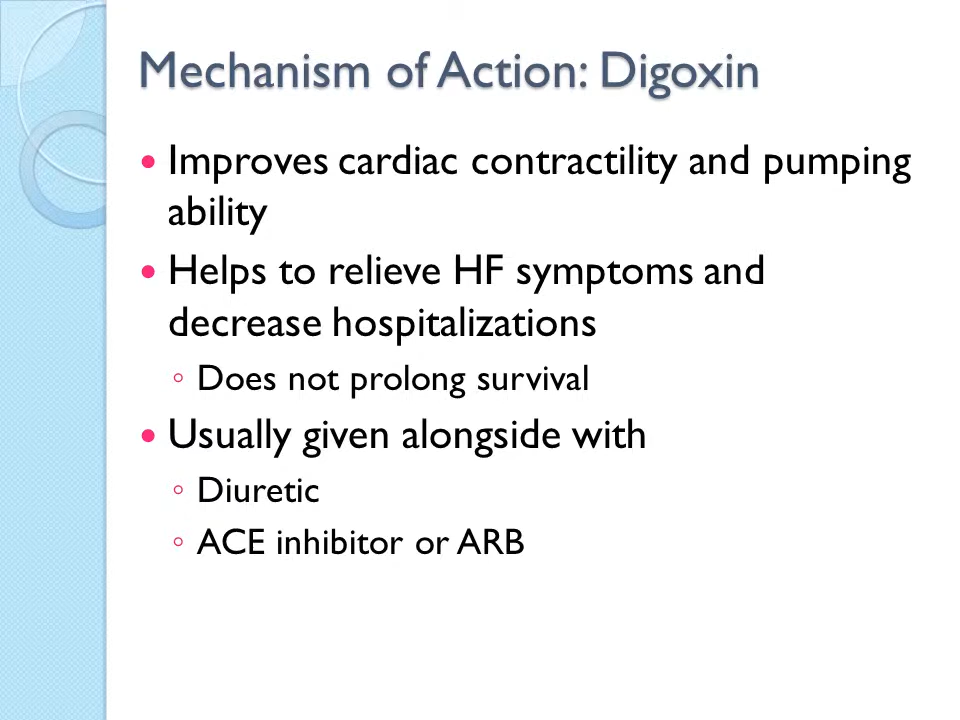 Mechanism of Action: Digoxin
• Improves cardiac contractility and pumping
ability
• Helps to relieve HF symptoms and
decrease hospitalizations
◦ Does not prolong survival
• Usually given alongside with
◦ Diuretic
◦ ACE inhibitor or ARB